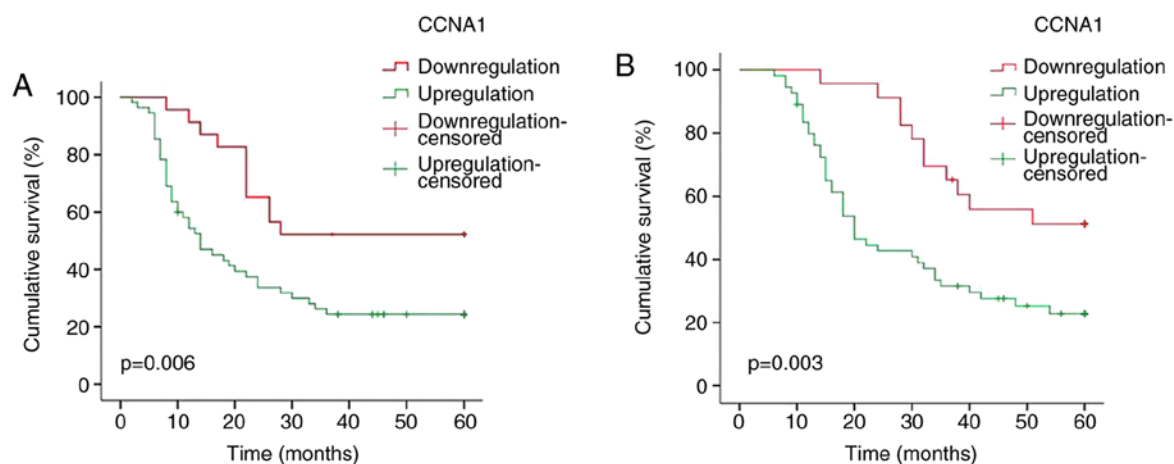 A
CCNA1
Downregulation
Upregulation
Downregulation-
censored
Upregulation-
censored
Cumulative survival (%)
100
80
60
40
20
0
p=0.006
0 10 20 30 40 50 60
Time (months)
B
CCNA1
Downregulation
Upregulation
Downregulation-
censored
Upregulation-
censored
Cumulative survival (%)
100
80
60
40
20
0
p=0.003
0 10 20 30 40 50 60
Time (months)